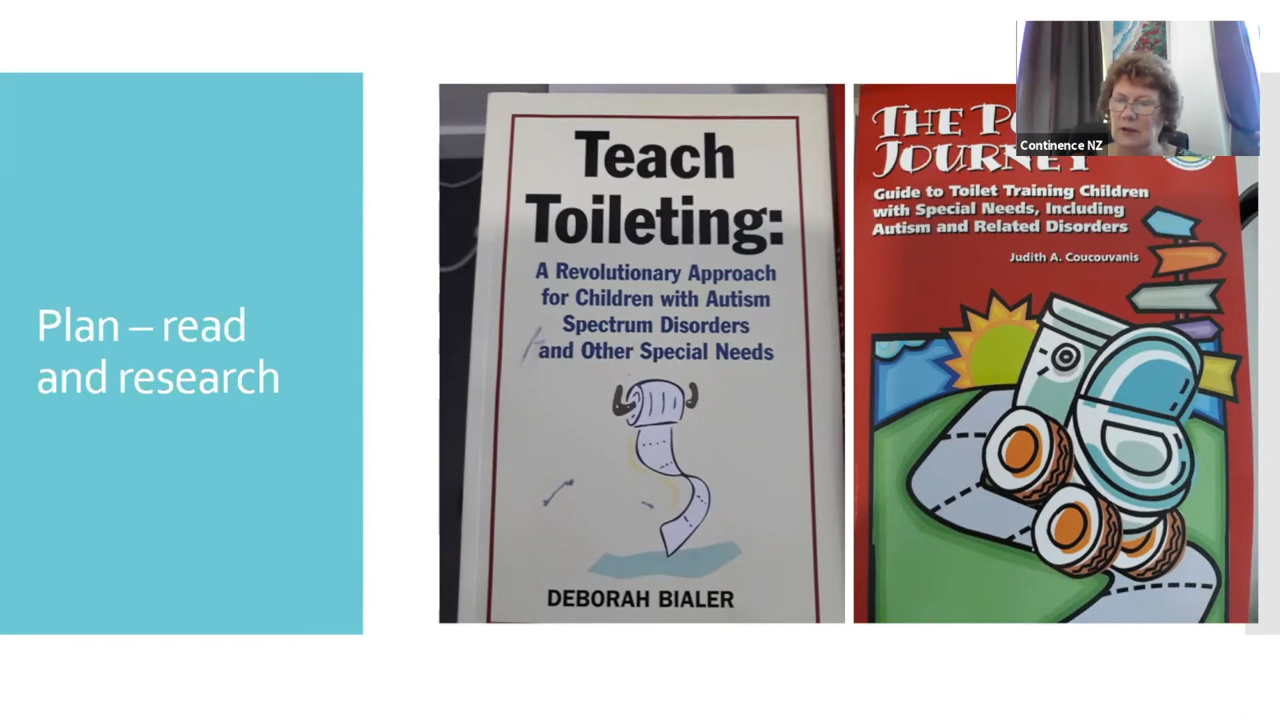 Plan – read
and research
Teach
Toileting:
A Revolutionary Approach
for Children with Autism
Spectrum Disorders
and Other Special Needs
DEBORAH BIALER
THE
JOURNEY
Guide to Toilet Training Children
with Special Needs, Including
Autism and Related Disorders
Judith A. Coucouvanis
Continence NZ